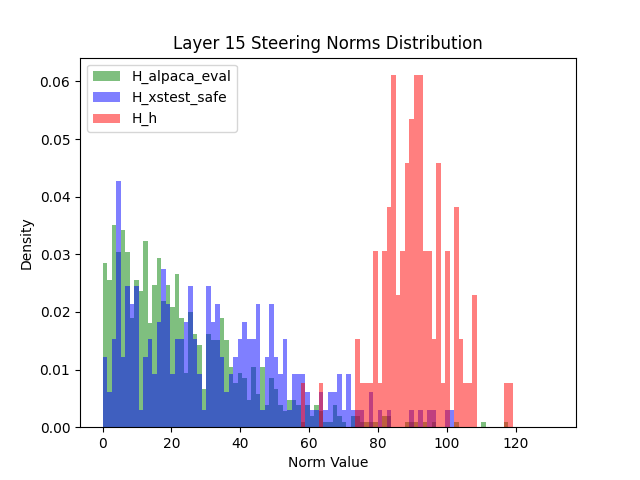 Layer 15 Steering Norms Distribution
H_alpaca_eval
H_xstest_safe
H_h
Density
0.06
0.05
0.04
0.03
0.02
0.01
0.00
0 20 40 60 80 100 120
Norm Value